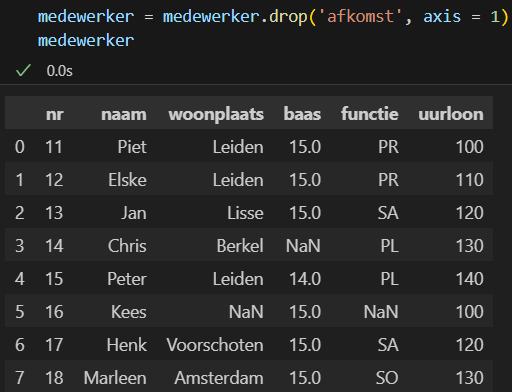 medewerker = medewerker.drop('afkomst', axis = 1)
medewerker
0.0s
nr naam woonplaats baas functie uurloon
0 11 Piet Leiden 15.0 PR 100
1 12 Elske Leiden 15.0 PR 110
2 13 Jan Lisse 15.0 SA 120
3 14 Chris Berkel NaN PL 130
4 15 Peter Leiden 14.0 PL 140
5 16 Kees NaN 15.0 NaN 100
6 17 Henk Voorschoten 15.0 SA 120
7 18 Marleen Amsterdam 15.0 SO 130